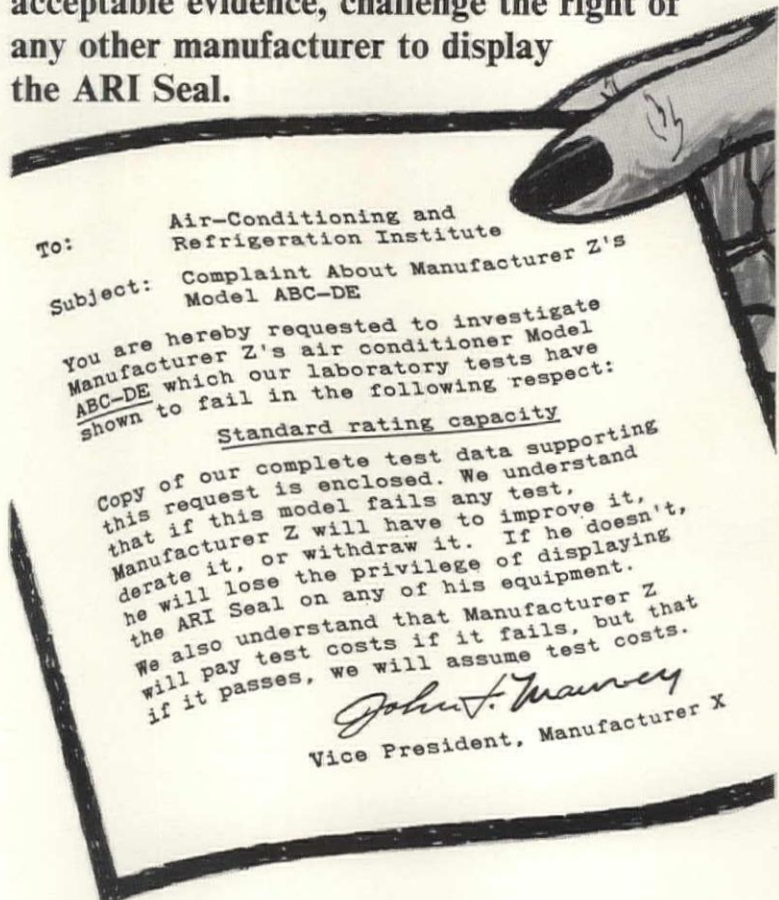 acceptable evidence, challenge the right of
any other manufacturer to display
the ARI Seal.
To: Air-Conditioning and
Refrigeration Institute
Subject: Complaint About Manufacturer Z's
Model ABC-DE
You are hereby requested to investigate
Manufacturer Z's air conditioner Model
ABC-DE which our laboratory tests have
shown to fail in the following respect:
Standard rating capacity
Copy of our complete test data supporting
this request is enclosed. We understand
that if this model fails any test,
Manufacturer Z will have to improve it,
derate it, or withdraw it. If he doesn't,
he will lose the privilege of displaying
the ARI Seal on any of his equipment.
We also understand that Manufacturer Z
will pay test costs if it fails, but that
if it passes, we will assume test costs.
John J.
Vice President, Manufacturer X